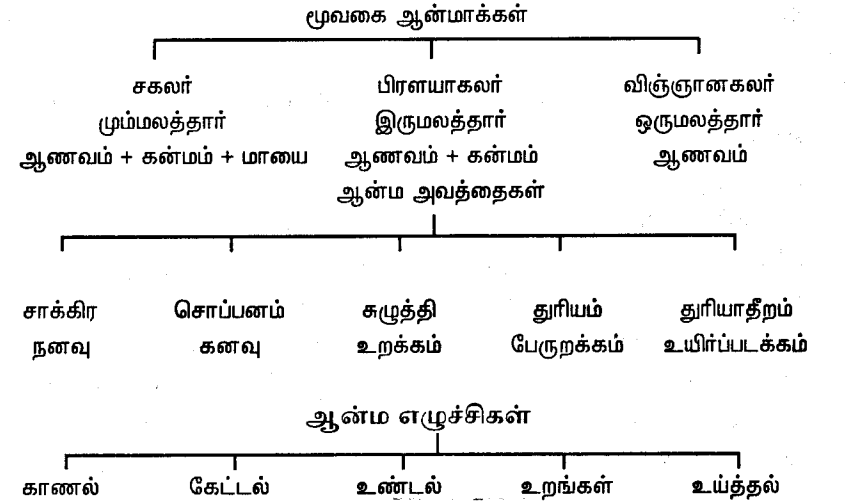 மூவகை ஆன்மாக்கள்
சகலர் பிரளயாகலர் விஞ்ஞானகலர்
மும்மலத்தார் இருமலத்தார் ஒருமலத்தார்
ஆணவம் + கன்மம் + மாயை ஆணவம் + கன்மம் ஆணவம்
ஆன்ம அவத்தைகள்
சாக்கிர சொப்பனம் சுழுத்தி துரியம் துரியாதீறம்
நனவு கனவு உறக்கம் பேருறக்கம் உயிர்ப்படக்கம்
ஆன்ம எழுச்சிகள்
காணல் கேட்டல் உண்டல் உறங்கள் உய்த்தல்